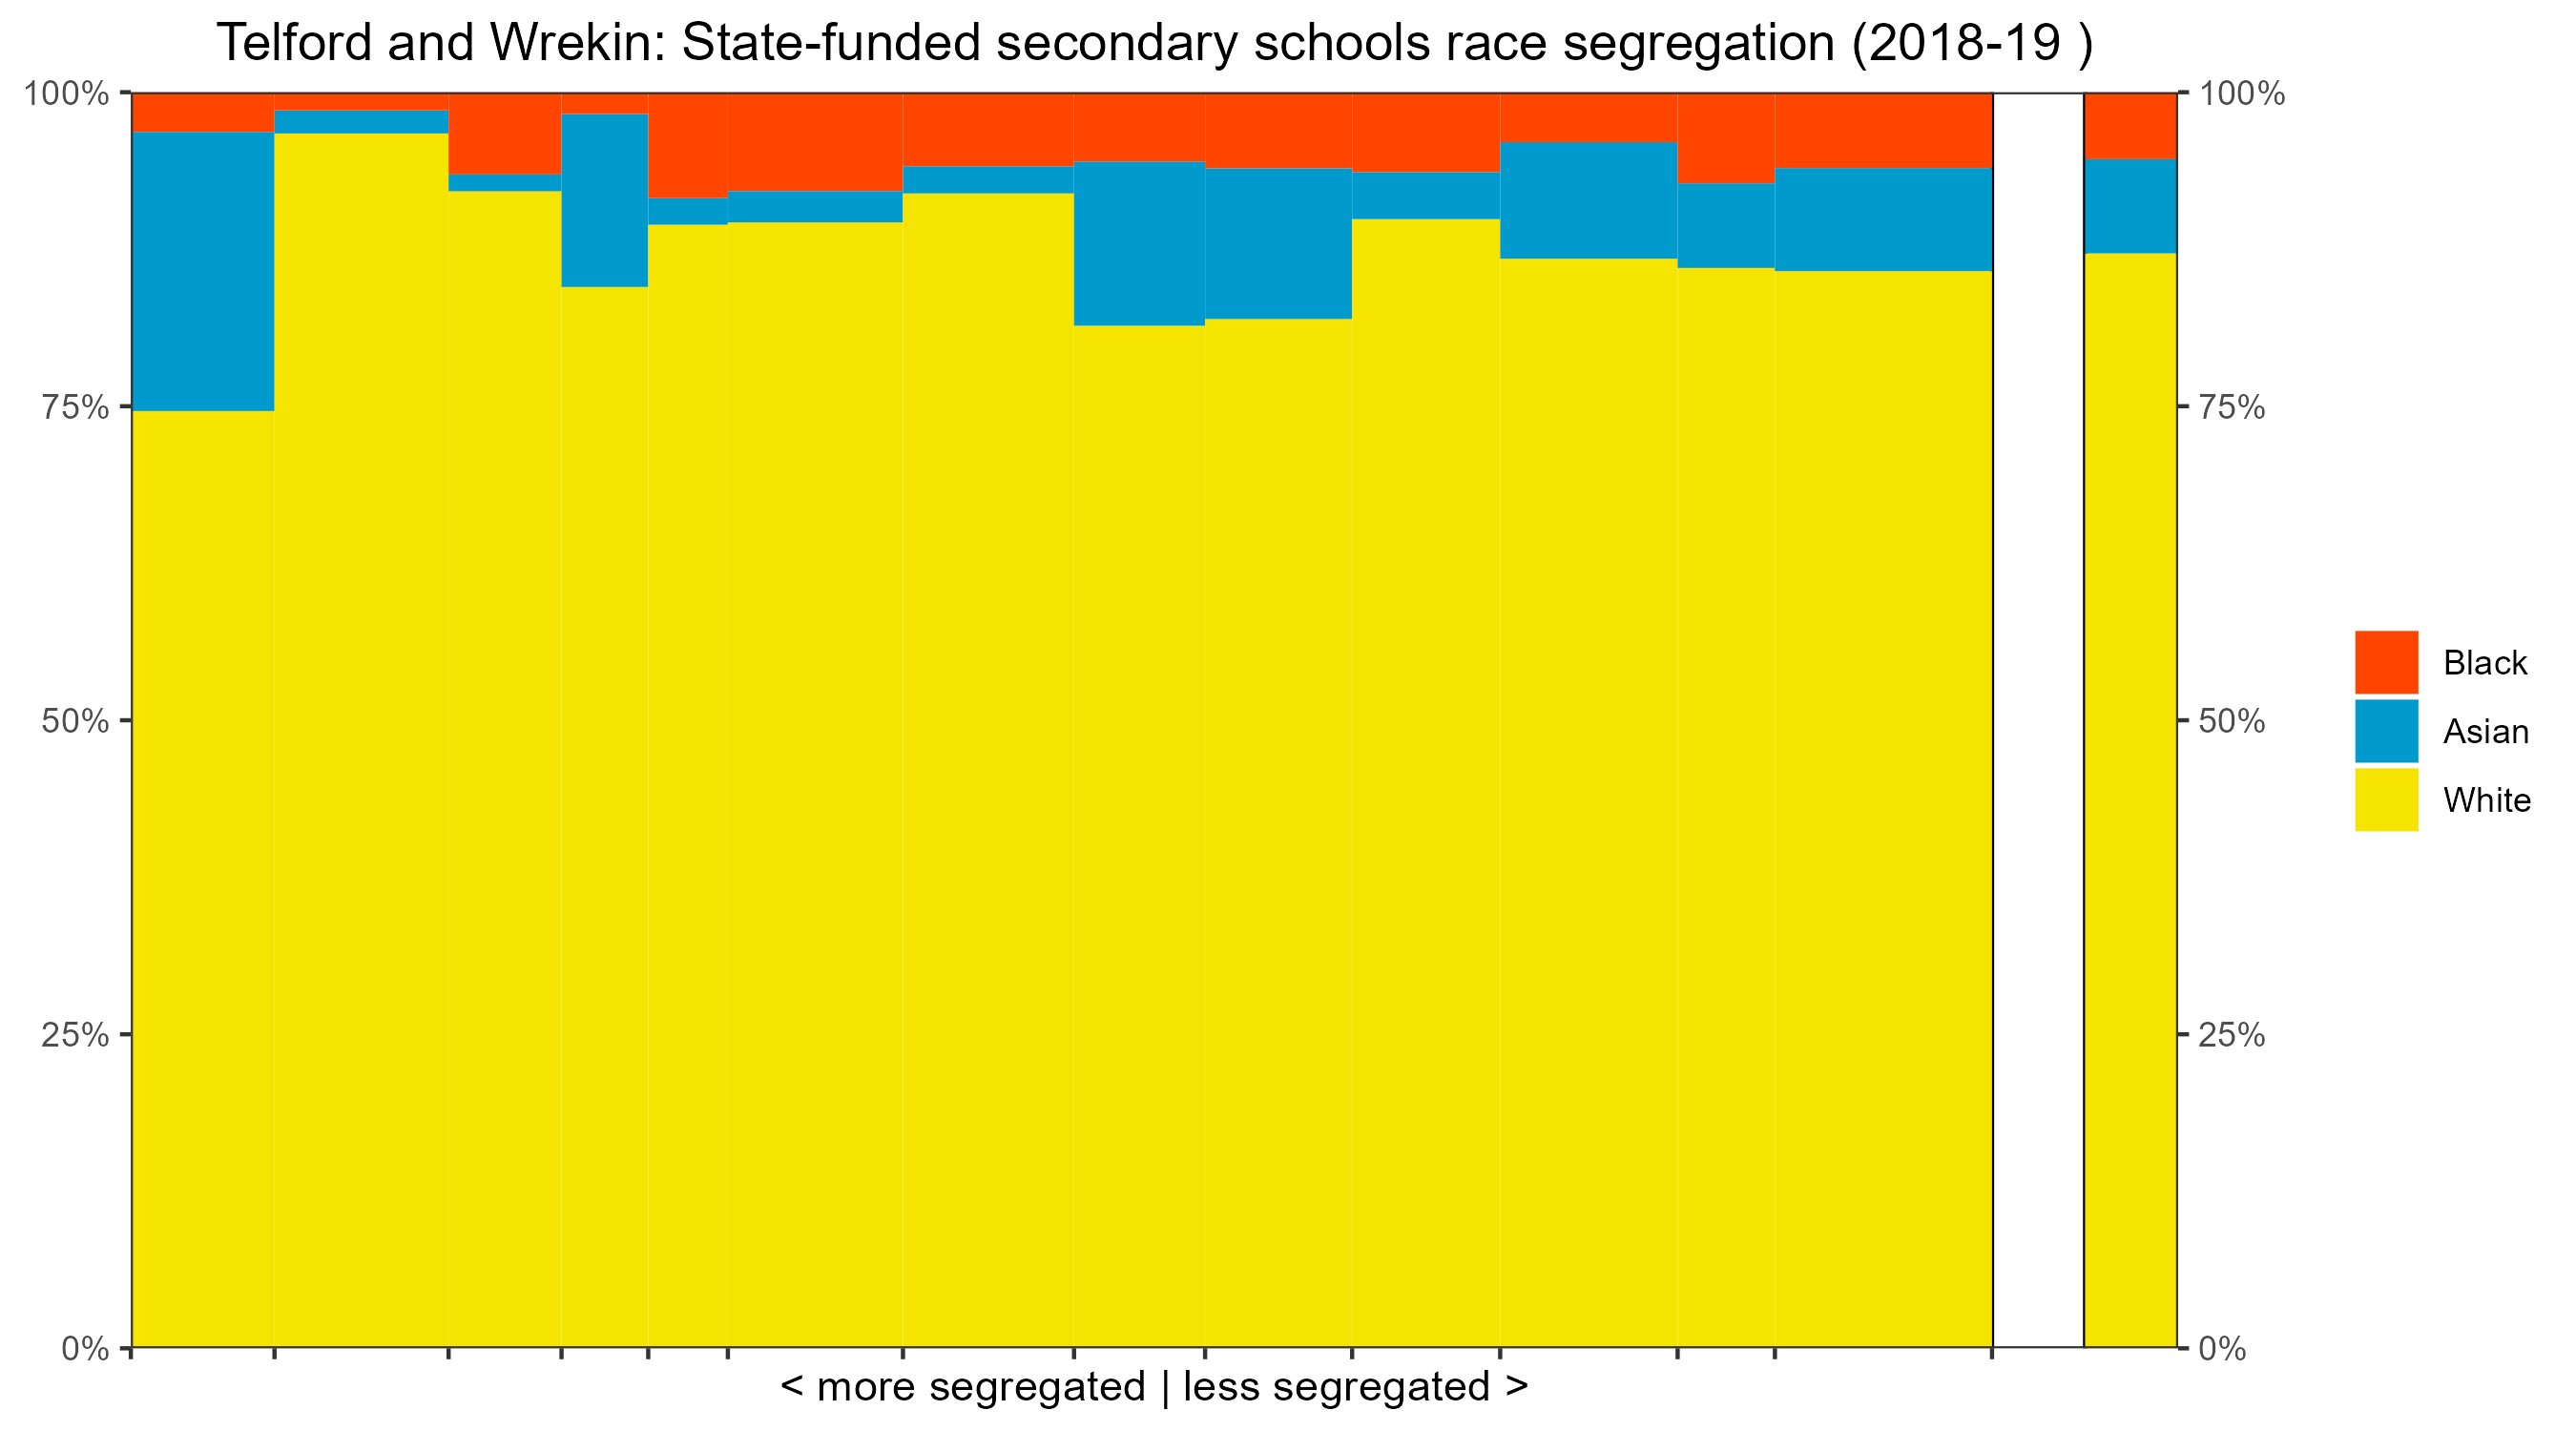 Telford and Wrekin: State-funded secondary schools race segregation (2018-19 )
100%
75%
50%
25%
0%
100%
75%
50%
25%
0%
Black
Asian
White
< more segregated | less segregated >